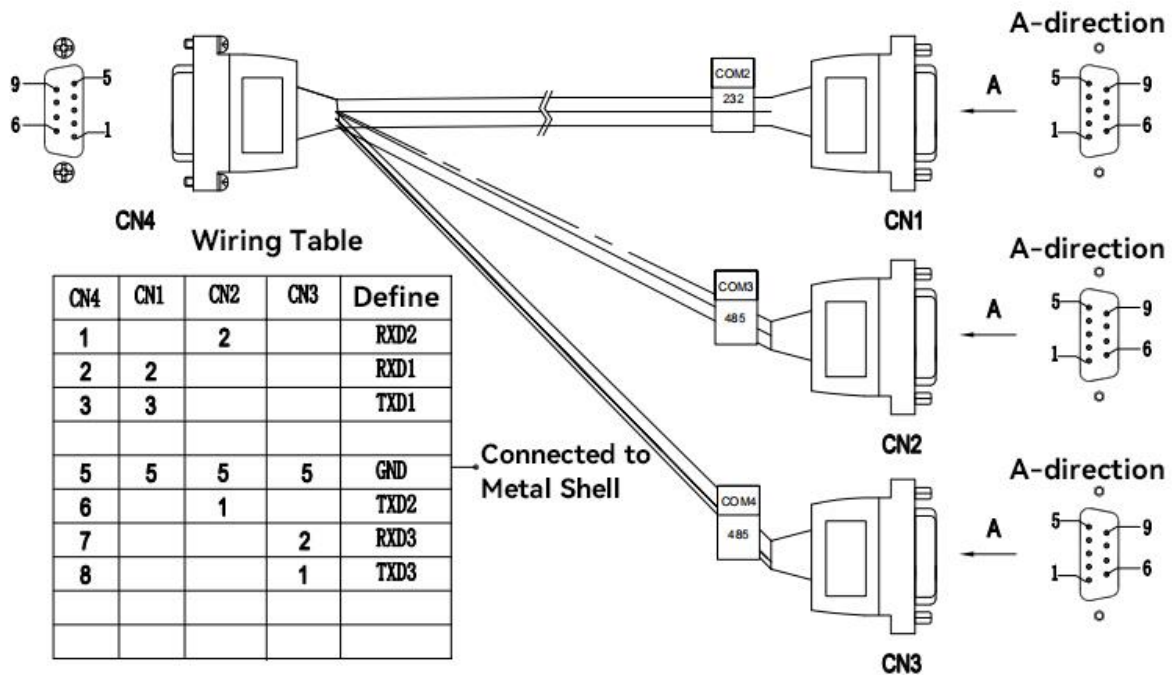 A-direction
9
5
6
1
COM2
232
A
5
9
1
6
CN4
CN1
Wiring Table
A-direction
CN4 CN1 CN2 CN3 Define
1 2 RXD2
2 2 RXD1
3 3 TXD1
5 5 5 5 GND
6 1 TXD2
7 2 RXD3
8 1 TXD3
Connected to
Metal Shell
COM3
485
A
5
9
1
6
CN2
A-direction
COM4
485
A
5
9
1
6
CN3